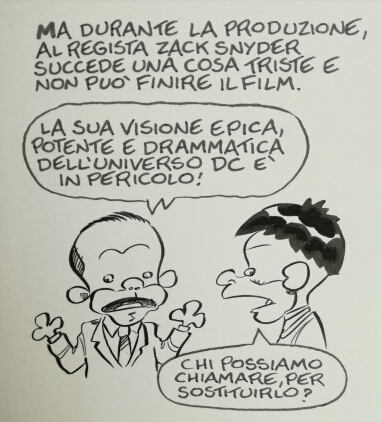 MA DURANTE LA PRODUZIONE,
AL REGISTA ZACK SNYDER
SUCCEDE UNA COSA TRISTE E
NON PUÒ FINIRE IL FILM.
LA SUA VISIONE EPICA,
POTENTE E DRAMMATICA
DELL'UNIVERSO DC È
IN PERICOLO!
CHI POSSIAMO
CHIAMARE, PER
SOSTITUIRLO?